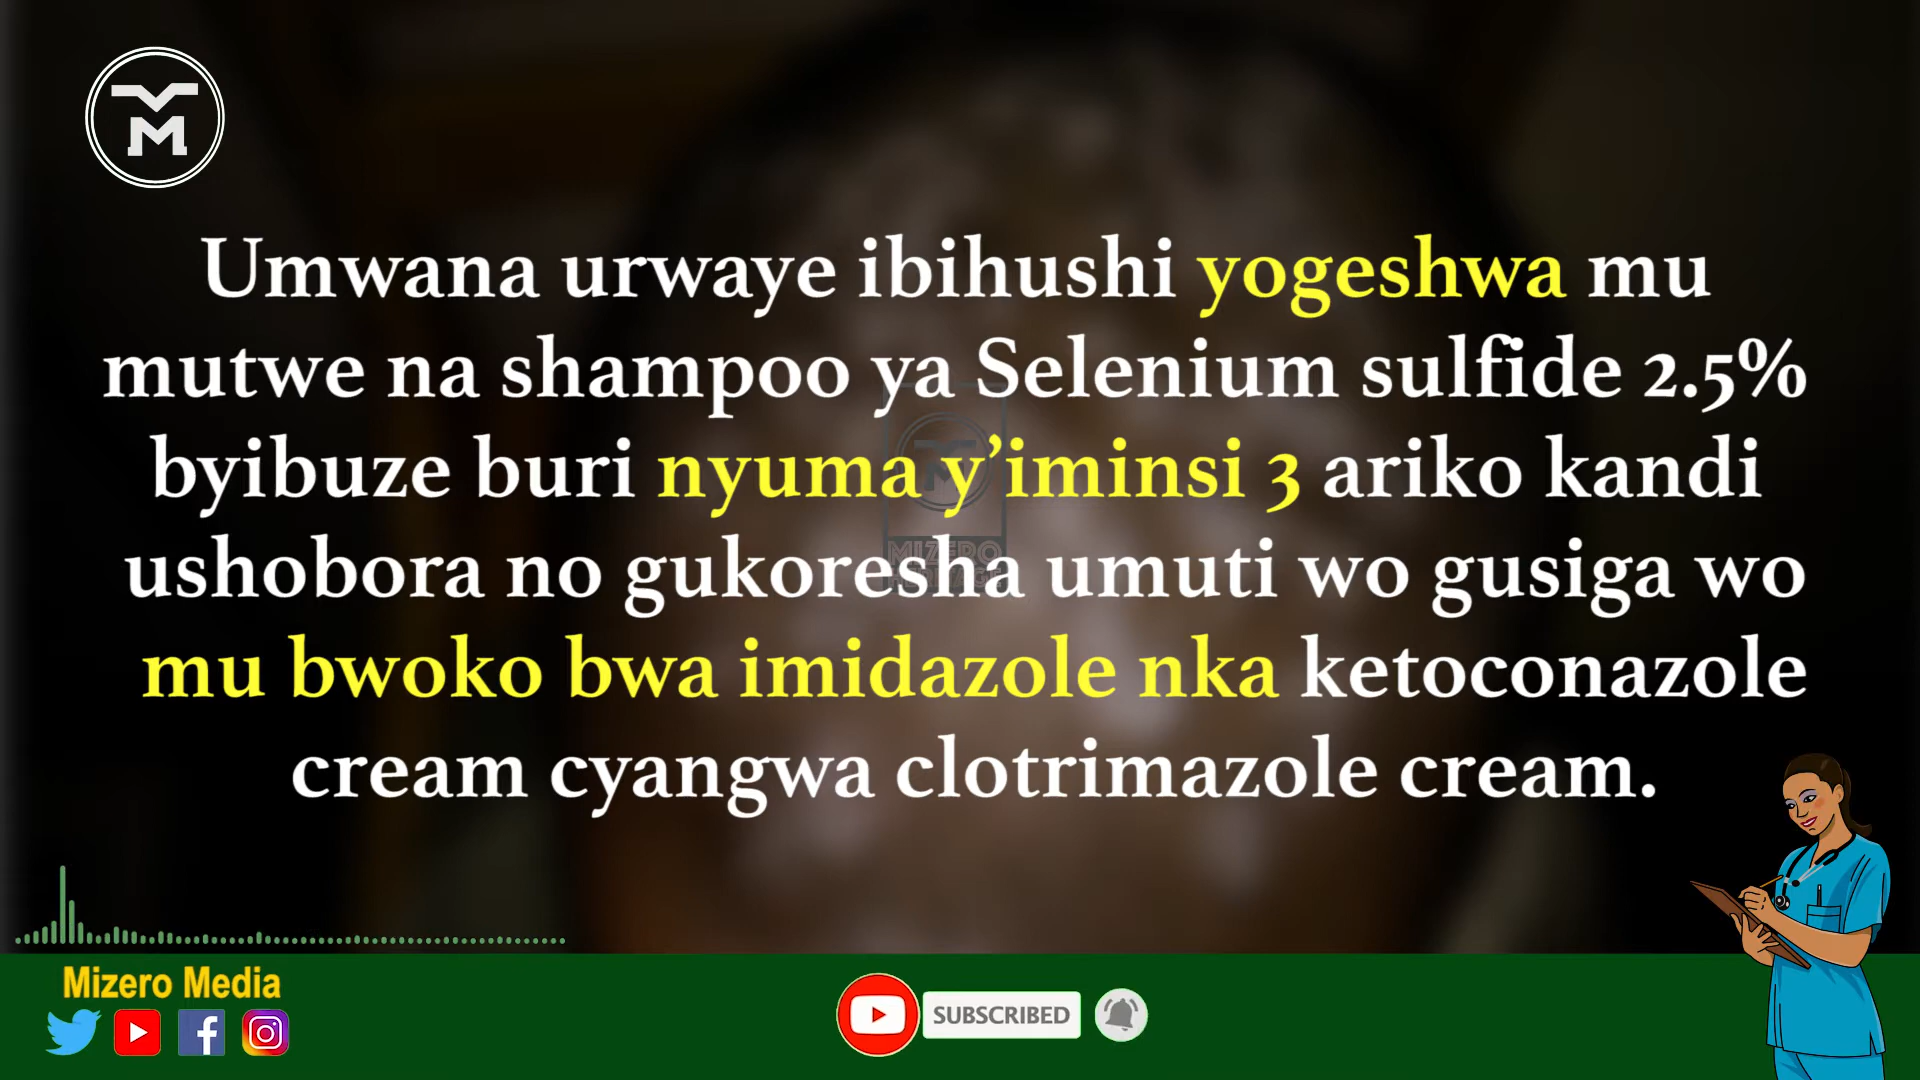 Umwana urwaye ibihushi yogeshwa mu
mutwe na shampoo ya Selenium sulfide 2.5%
byibuze buri nyuma y’iminsi 3 ariko kandi
ushobora no gukoresha umuti wo gusiga wo
mu bwoko bwa imidazole nka ketoconazole
cream cyangwa clotrimazole cream.
MIZERO
Mizero Media
SUBSCRIBED